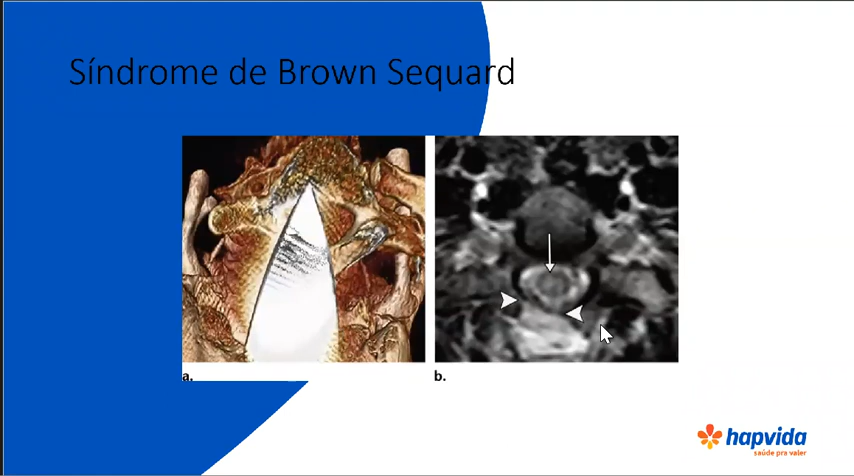 Síndrome de Brown Sequard
a.
b.
hapvida
saúde pra valer